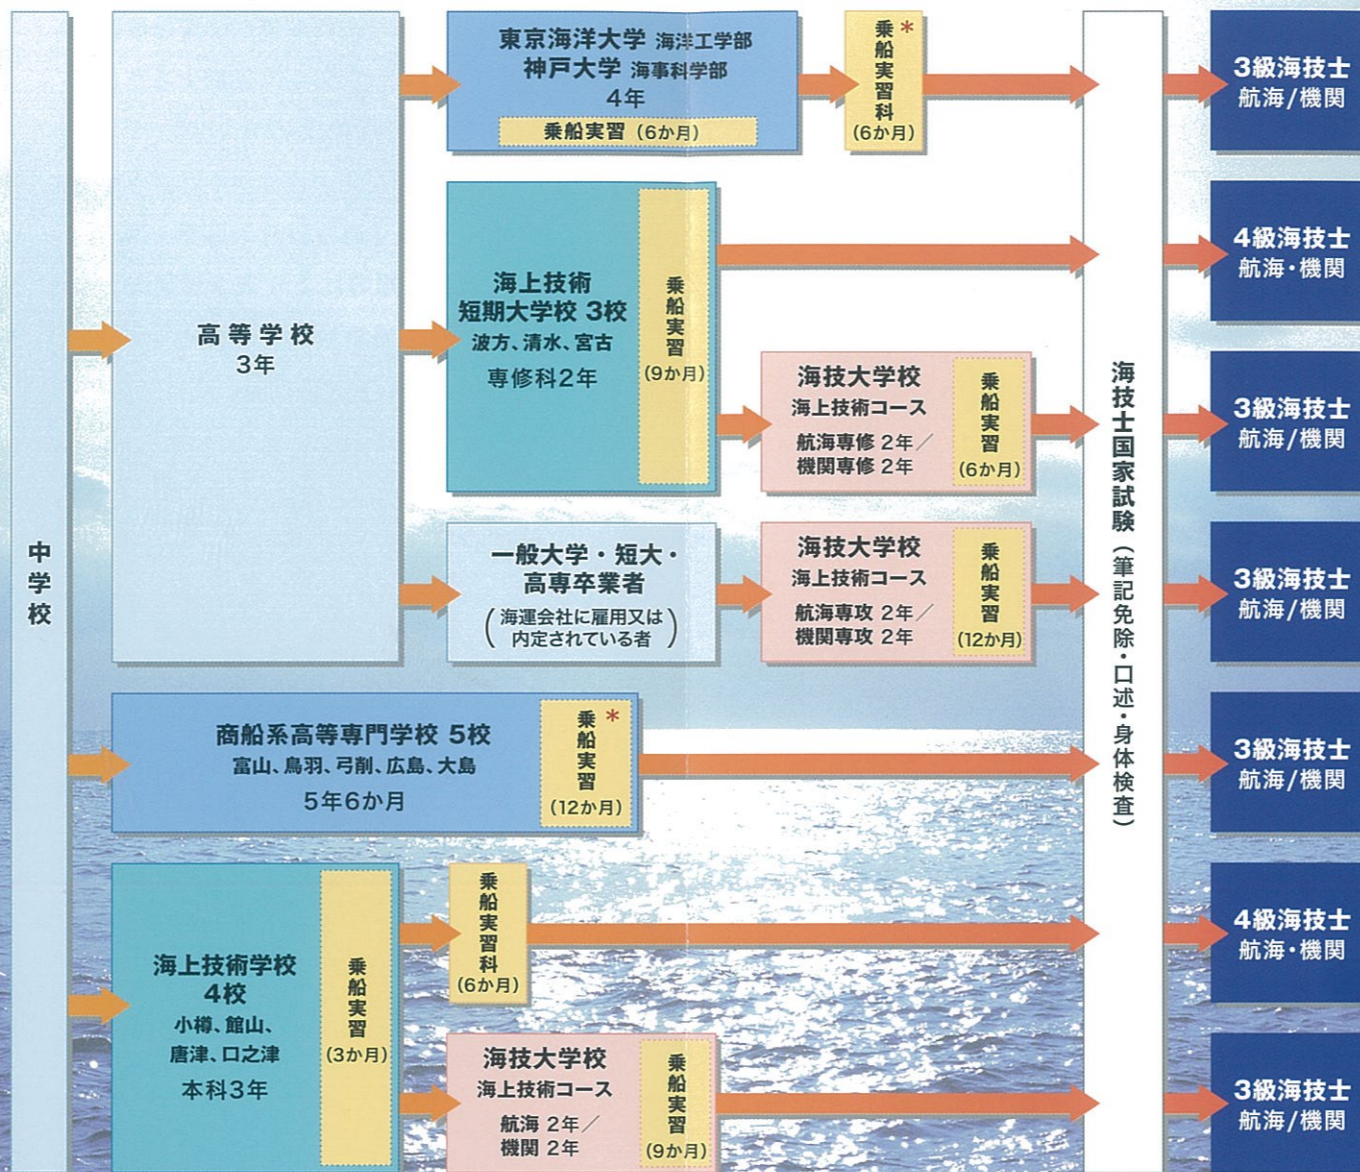 中学校
高等学校
3年
東京海洋大学 海洋工学部
神戸大学 海事科学部
4年
乗船実習 (6か月)
乗船実習科 *
(6か月)
3級海技士
航海/機関
海上技術
短期大学校 3校
波方、清水、宮古
専修科2年
乗船実習
(9か月)
4級海技士
航海・機関
海技大学校
海上技術コース
航海専修 2年/
機関専修 2年
乗船実習
(6か月)
3級海技士
航海/機関
一般大学・短大・
高専卒業者
(海運会社に雇用又は
内定されている者)
海技大学校
海上技術コース
航海専攻 2年/
機関専攻 2年
乗船実習
(12か月)
3級海技士
航海/機関
商船系高等専門学校 5校
富山、鳥羽、弓削、広島、大島
5年6か月
乗船実習 *
(12か月)
3級海技士
航海/機関
海上技術学校
4校
小樽、館山、
唐津、口之津
本科3年
乗船実習
(3か月)
乗船実習科
(6か月)
4級海技士
航海・機関
海技大学校
海上技術コース
航海 2年/
機関 2年
乗船実習
(9か月)
3級海技士
航海/機関
海技士国家試験(筆記免除・口述・身体検査)